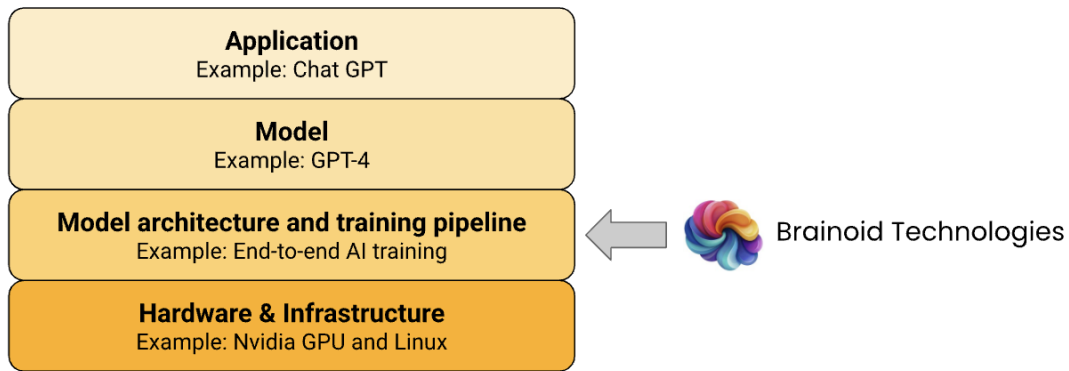 Application
Example: Chat GPT
Model
Example: GPT-4
Model architecture and training pipeline
Example: End-to-end AI training
Brainoid Technologies
Hardware & Infrastructure
Example: Nvidia GPU and Linux